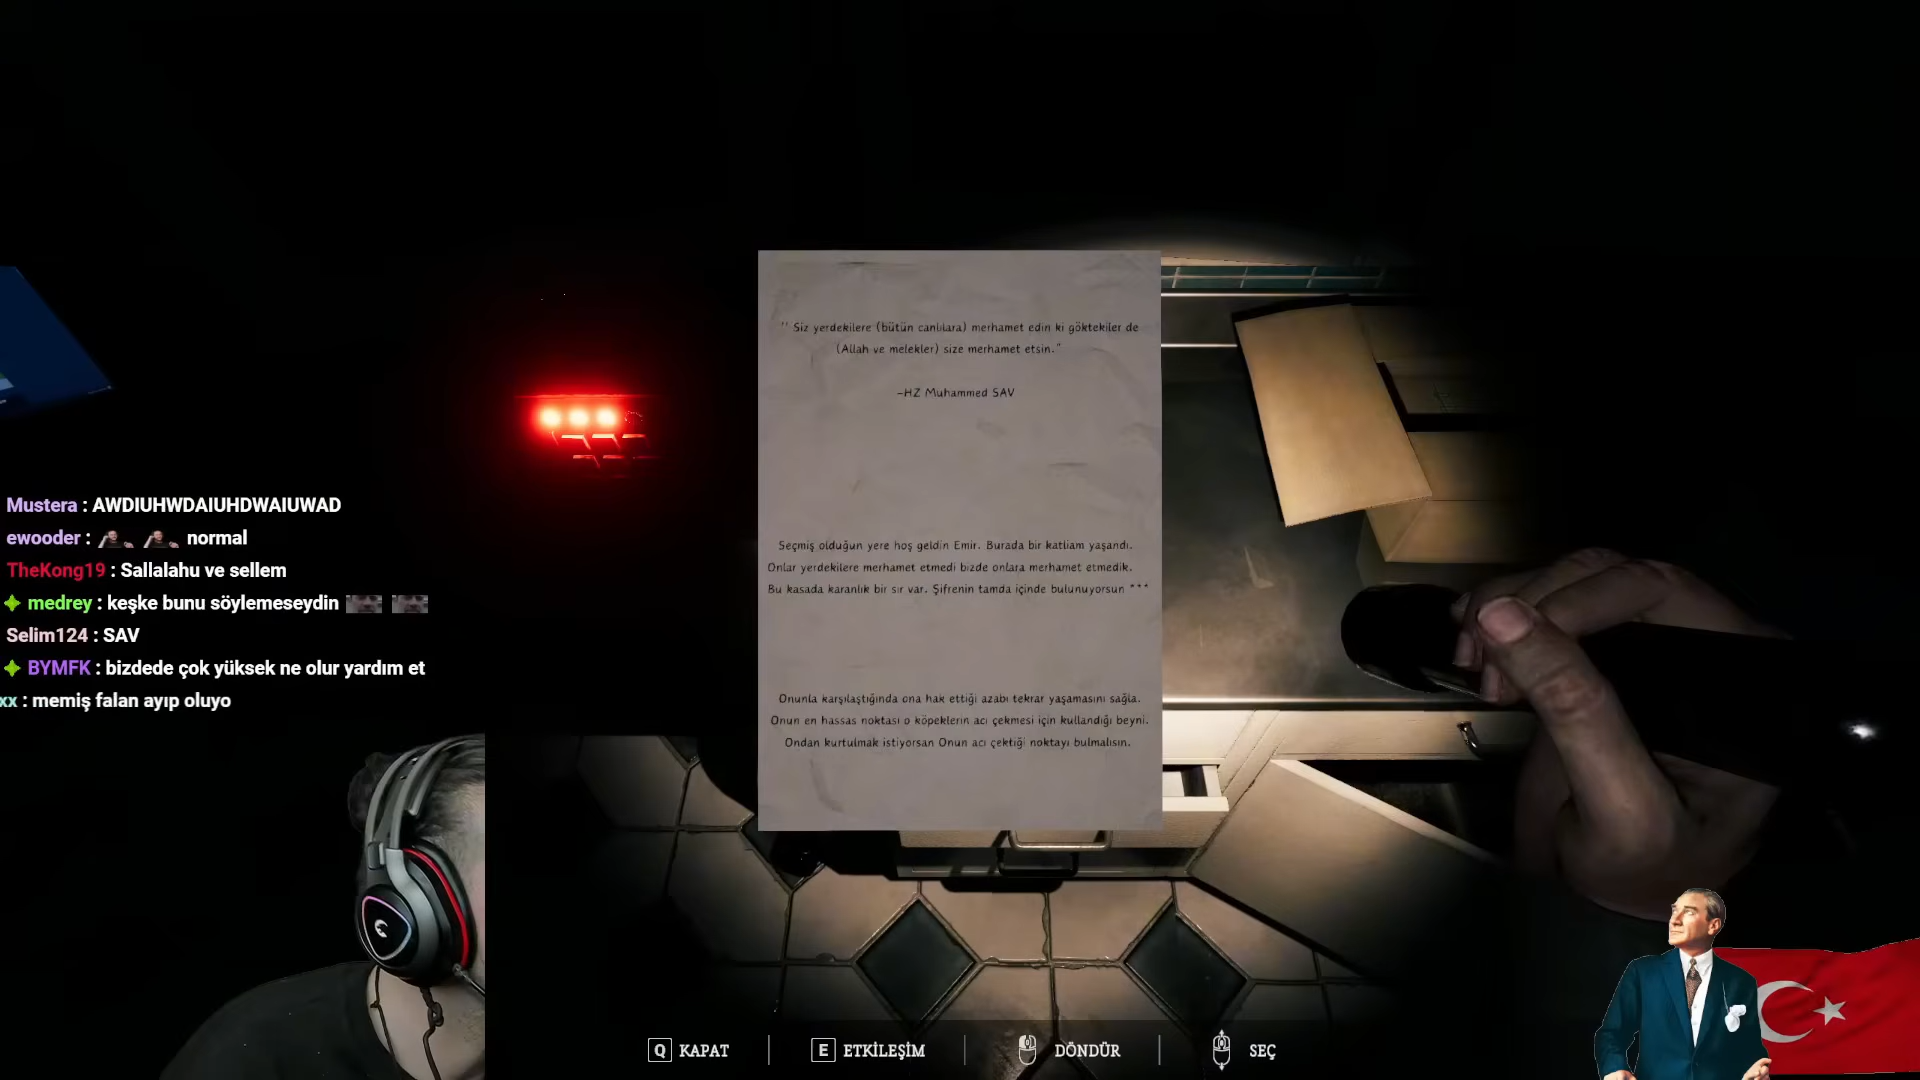 '' Siz yerdekilere (bütün canlılara) merhamet edin ki göktekiler de
(Allah ve melekler) size merhamet etsin.''
-HZ Muhammed SAV
Seçmiş olduğun yere hoş geldin Emir. Burada bir katliam yaşandı.
Onlar yerdekilere merhamet etmedi bizde onlara merhamet etmedik.
Bu kasada karanlık bir sır var. Şifrenin tamda içinde bulunuyorsun ***
Onunla karşılaştığında ona hak ettiği azabı tekrar yaşamasını sağla.
Onun en hassas noktası o köpeklerin acı çekmesi için kullandığı beyni.
Ondan kurtulmak istiyorsan Onun acı çektiği noktayı bulmalısın.
Mustera : AWDIUHWDAIUHDWAIUWAD
ewooder : normal
TheKong19 : Sallalahu ve sellem
medrey : keşke bunu söylemeseydin
Selim124 : SAV
BYMFK : bizdede çok yüksek ne olur yardım et
xx : memiş falan ayıp oluyo
Q KAPAT
E ETKİLEŞİM
DÖNDÜR
SEÇ